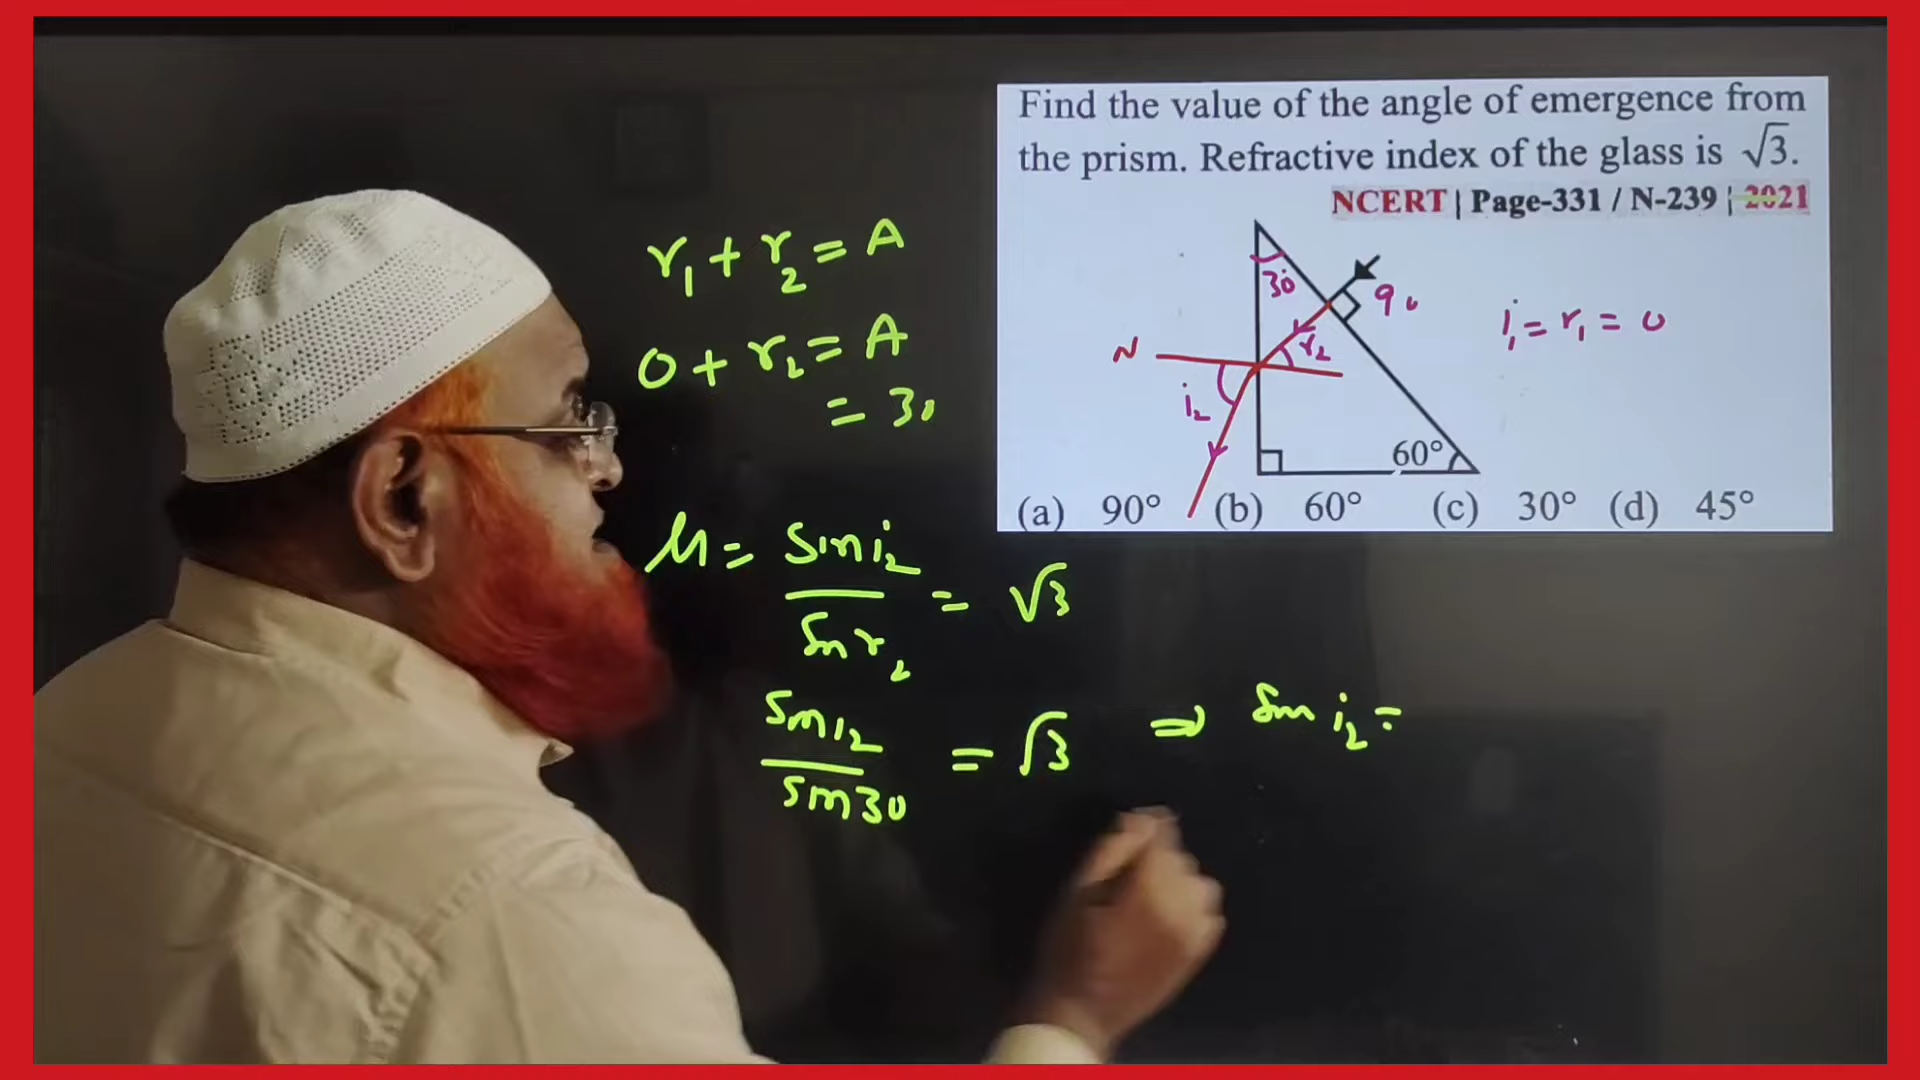 Find the value of the angle of emergence from
the prism. Refractive index of the glass is √3.
NCERT | Page-331 / N-239 | 2021
30
90
i₁ = r₁ = 0
N
r₂
i₂
60°
(a) 90° (b) 60° (c) 30° (d) 45°
r₁ + r₂ = A
0 + r₂ = A
= 30
μ = sin i₂ / sin r₂ = √3
sin i₂ / sin 30 = √3 ⇒ sin i₂ =